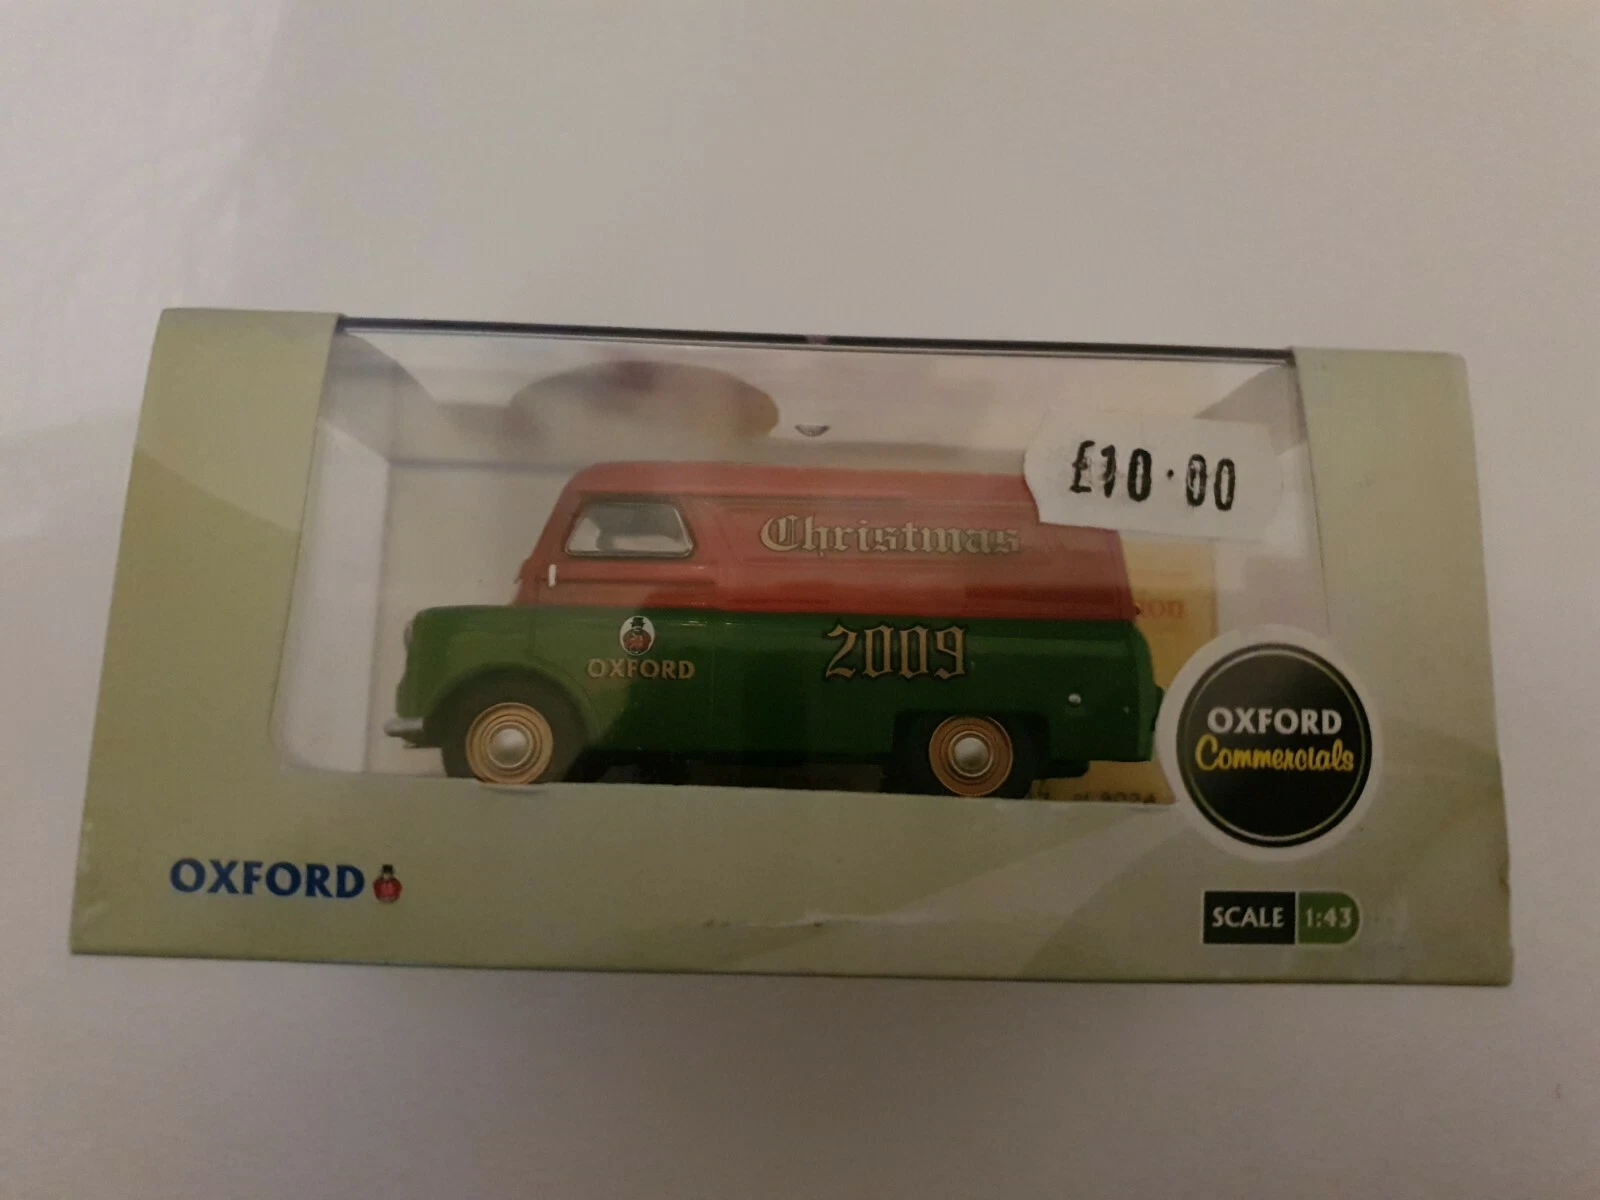 £10.00
Christmas
2009
OXFORD
OXFORD
Commercials
OXFORD
SCALE 1:43